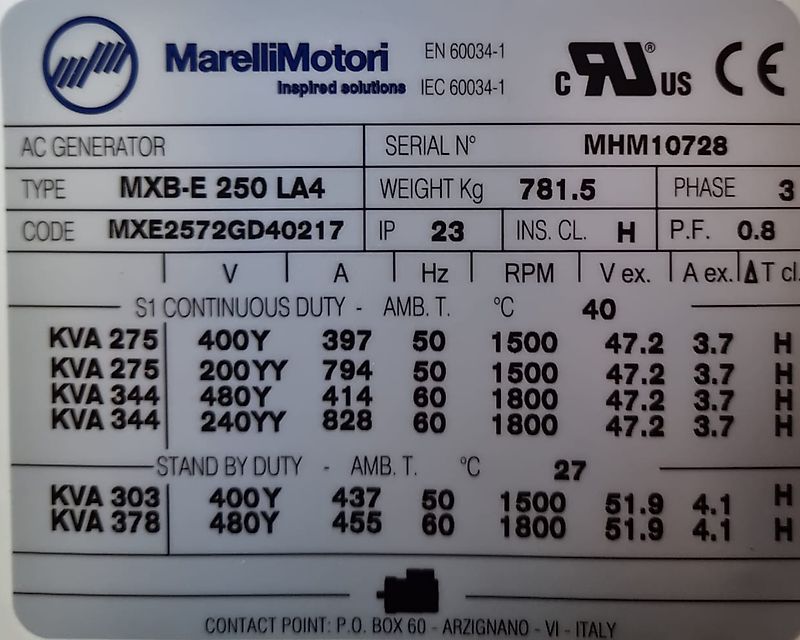 MarelliMotori EN 60034-1
Inspired solutions IEC 60034-1
c RU® US CE
AC GENERATOR SERIAL N° MHM10728
TYPE MXB-E 250 LA4 WEIGHT Kg 781.5 PHASE 3
CODE MXE2572GD40217 IP 23 INS. CL. H P.F. 0.8
V A Hz RPM V ex. A ex. ΔT cl.
S1 CONTINUOUS DUTY - AMB. T. °C 40
KVA 275 400Y 397 50 1500 47.2 3.7 H
KVA 275 200YY 794 50 1500 47.2 3.7 H
KVA 344 480Y 414 60 1800 47.2 3.7 H
KVA 344 240YY 828 60 1800 47.2 3.7 H
STAND BY DUTY - AMB. T. °C 27
KVA 303 400Y 437 50 1500 51.9 4.1 H
KVA 378 480Y 455 60 1800 51.9 4.1 H
CONTACT POINT: P.O. BOX 60 - ARZIGNANO - VI - ITALY